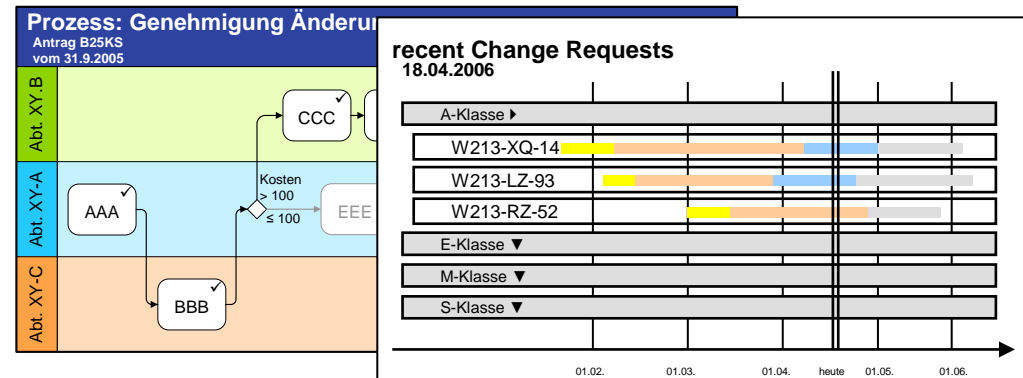 Prozess: Genehmigung Änderu
Antrag B25KS
vom 31.9.2005
Abt. XY.B
CCC
Abt. XY-A
AAA
Kosten
> 100
≤ 100
EEE
Abt. XY-C
BBB
recent Change Requests
18.04.2006
A-Klasse
W213-XQ-14
W213-LZ-93
W213-RZ-52
E-Klasse ▼
M-Klasse ▼
S-Klasse ▼
01.02. 01.03. 01.04. heute 01.05. 01.06.